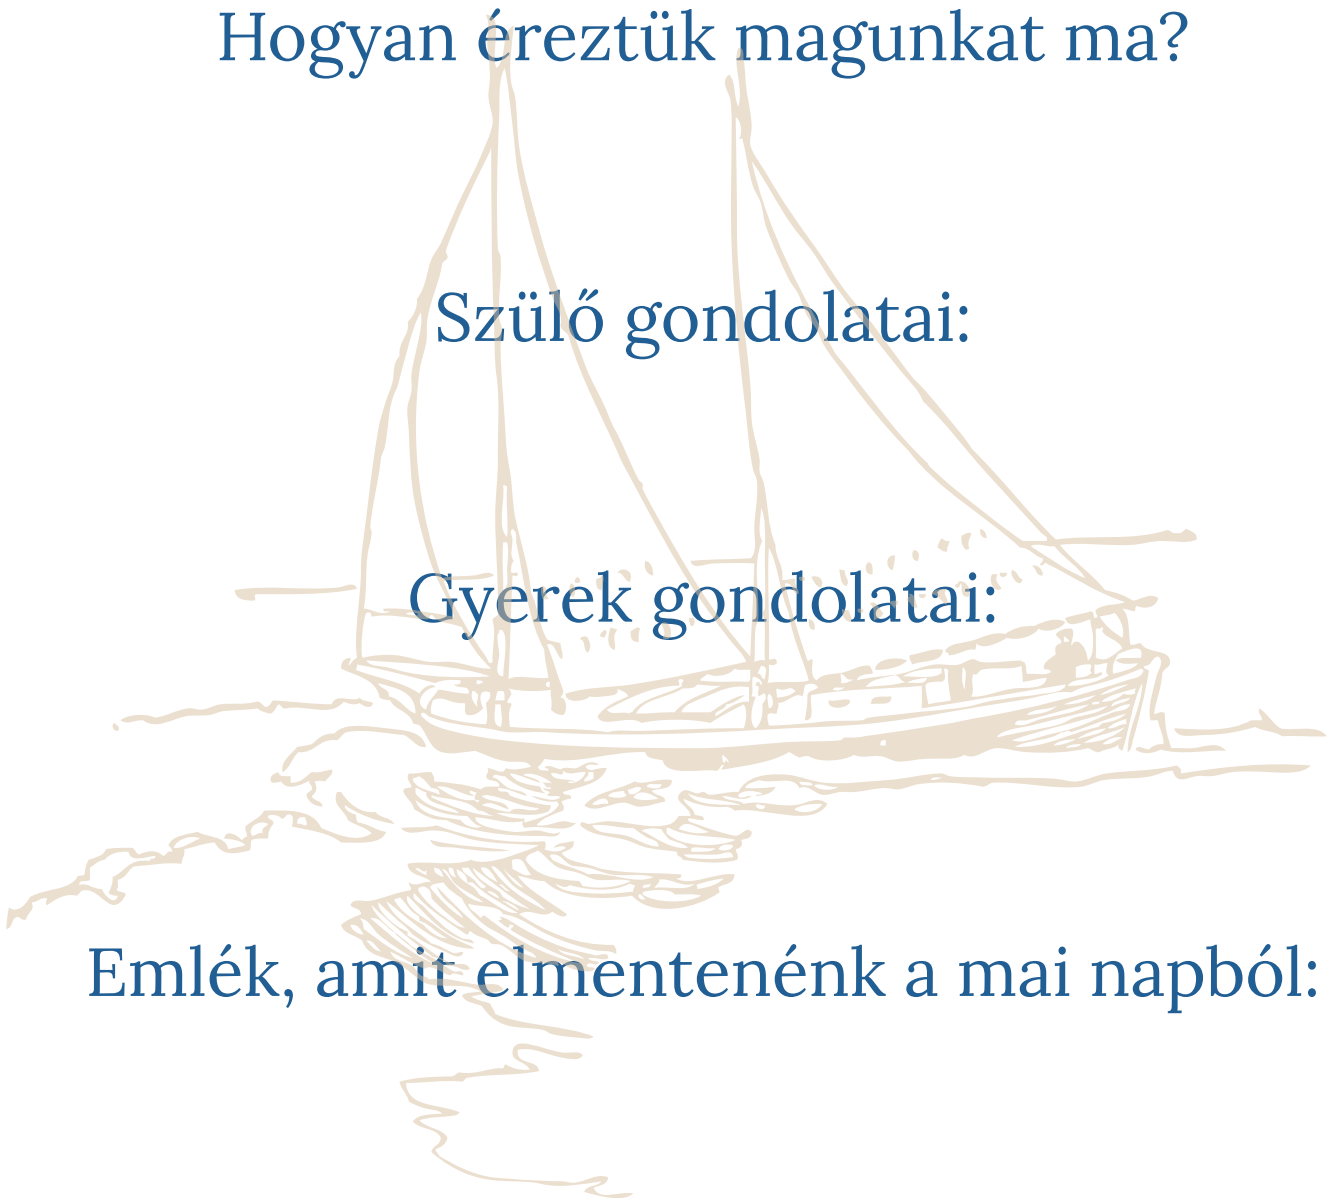 Hogyan éreztük magunkat ma?
Szülő gondolatai:
Gyerek gondolatai:
Emlék, amit elmentenénk a mai napból: